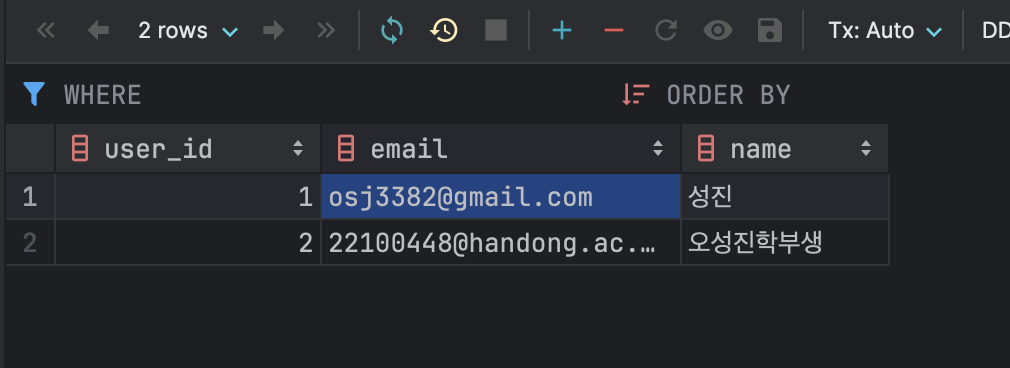 2 rows Tx: Auto DD
WHERE ORDER BY
user_id email name
1 1 osj3382@gmail.com 성진
2 2 22100448@handong.ac.… 오성진학부생